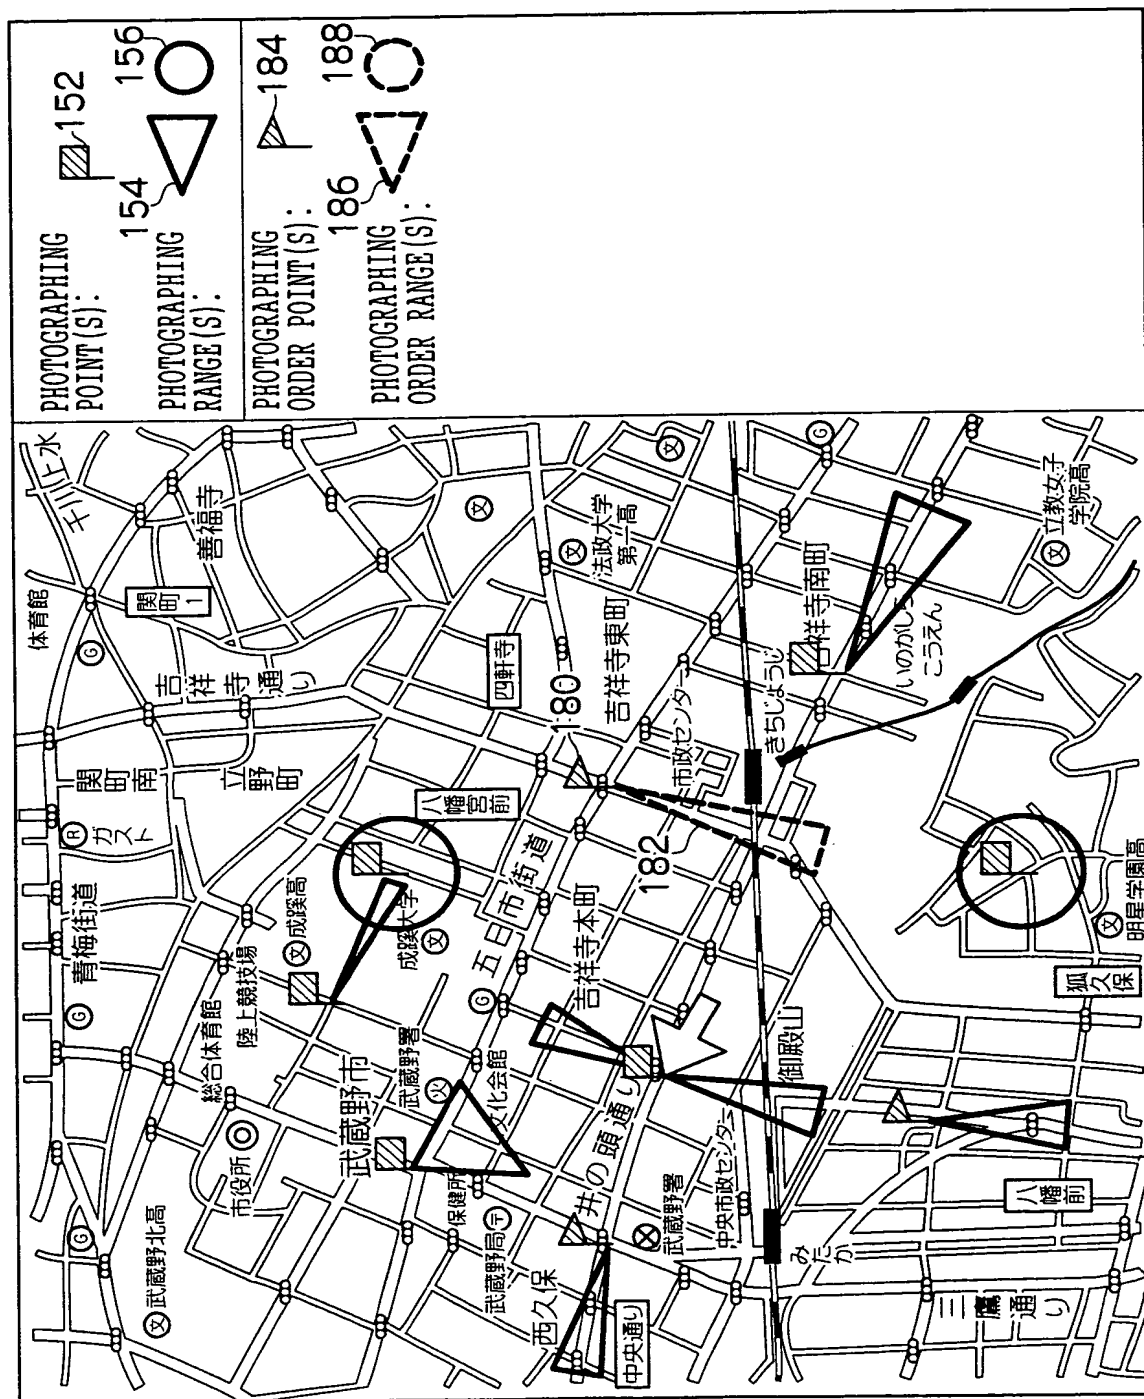 PHOTOGRAPHING
POINT(S):
152
PHOTOGRAPHING
RANGE(S):
154
156
PHOTOGRAPHING
ORDER POINT(S):
184
PHOTOGRAPHING
ORDER RANGE(S):
186
188
青梅街道
関町南
ガスト
R
体育館
G
千川上水
吉祥寺通り
関町
1
善福寺
立野町
G
武蔵野北高
文
G
総合体育館
陸上競技場
市役所
成蹊高
文
八幡宮前
四軒寺
文
武蔵野市
武蔵野署
火
成蹊大学
文
五日市街道
180
吉祥寺東町
法政大学
第一高
文
文
保健所
文化会館
G
武蔵野局
〒
吉祥寺本町
182
市政センター
西久保
中央通り
井の頭通り
武蔵野署
中央市政センター
御殿山
きちじょうじ
吉祥寺南町
G
みたか
いのがしら
こうえん
立教女子
学院高
文
三鷹通り
八幡前
狐久保
明星学園高
文